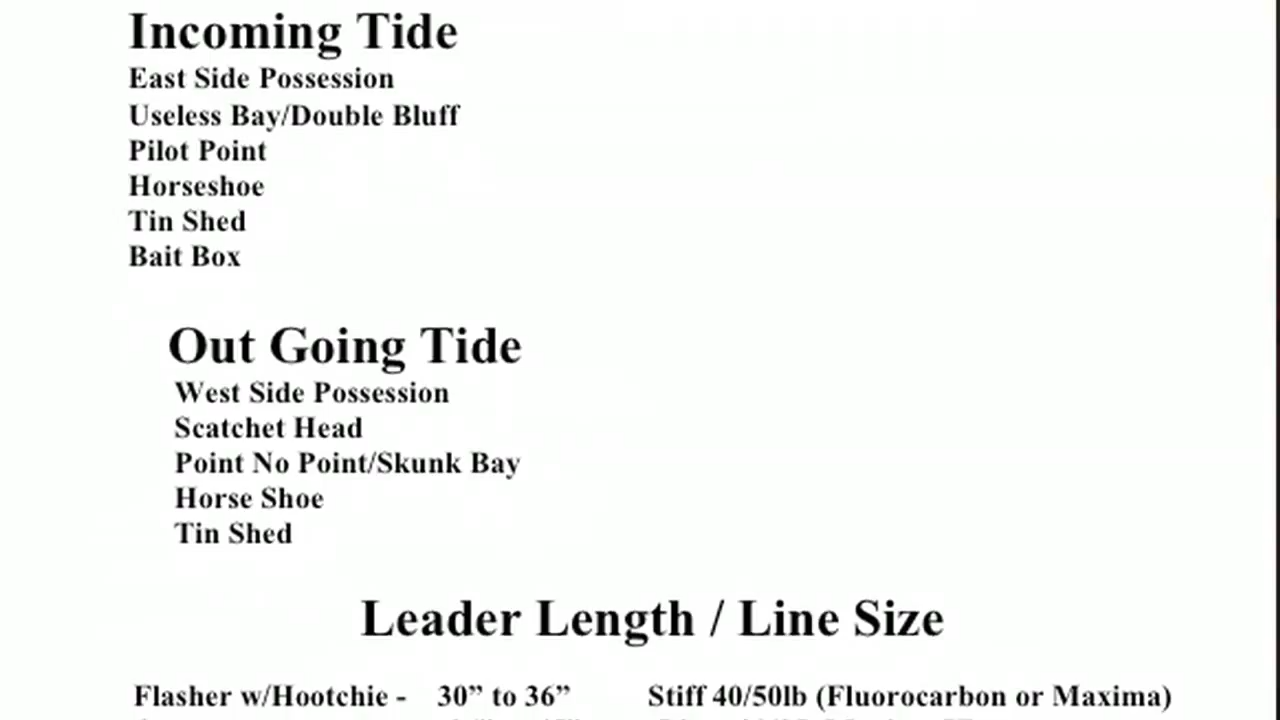 Incoming Tide
East Side Possession
Useless Bay/Double Bluff
Pilot Point
Horseshoe
Tin Shed
Bait Box
Out Going Tide
West Side Possession
Scatchet Head
Point No Point/Skunk Bay
Horse Shoe
Tin Shed
Leader Length / Line Size
Flasher w/Hootchie - 30” to 36” Stiff 40/50lb (Fluorocarbon or Maxima)